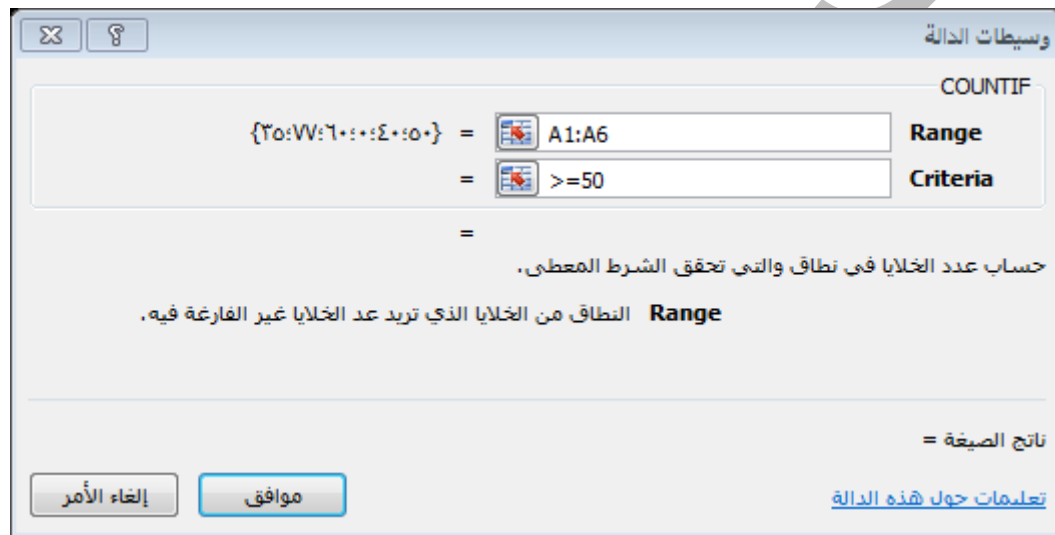 وسيطات الدالة
COUNTIF
Range A1:A6 = {٣٥؛٧٧؛٦٠؛٠؛٤٠؛٥٠}
Criteria >=50 =
=
حساب عدد الخلايا في نطاق والتي تحقق الشرط المعطى.
Range النطاق من الخلايا الذي تريد عد الخلايا غير الفارغة فيه.
ناتج الصيغة =
تعليمات حول هذه الدالة
موافق
إلغاء الأمر